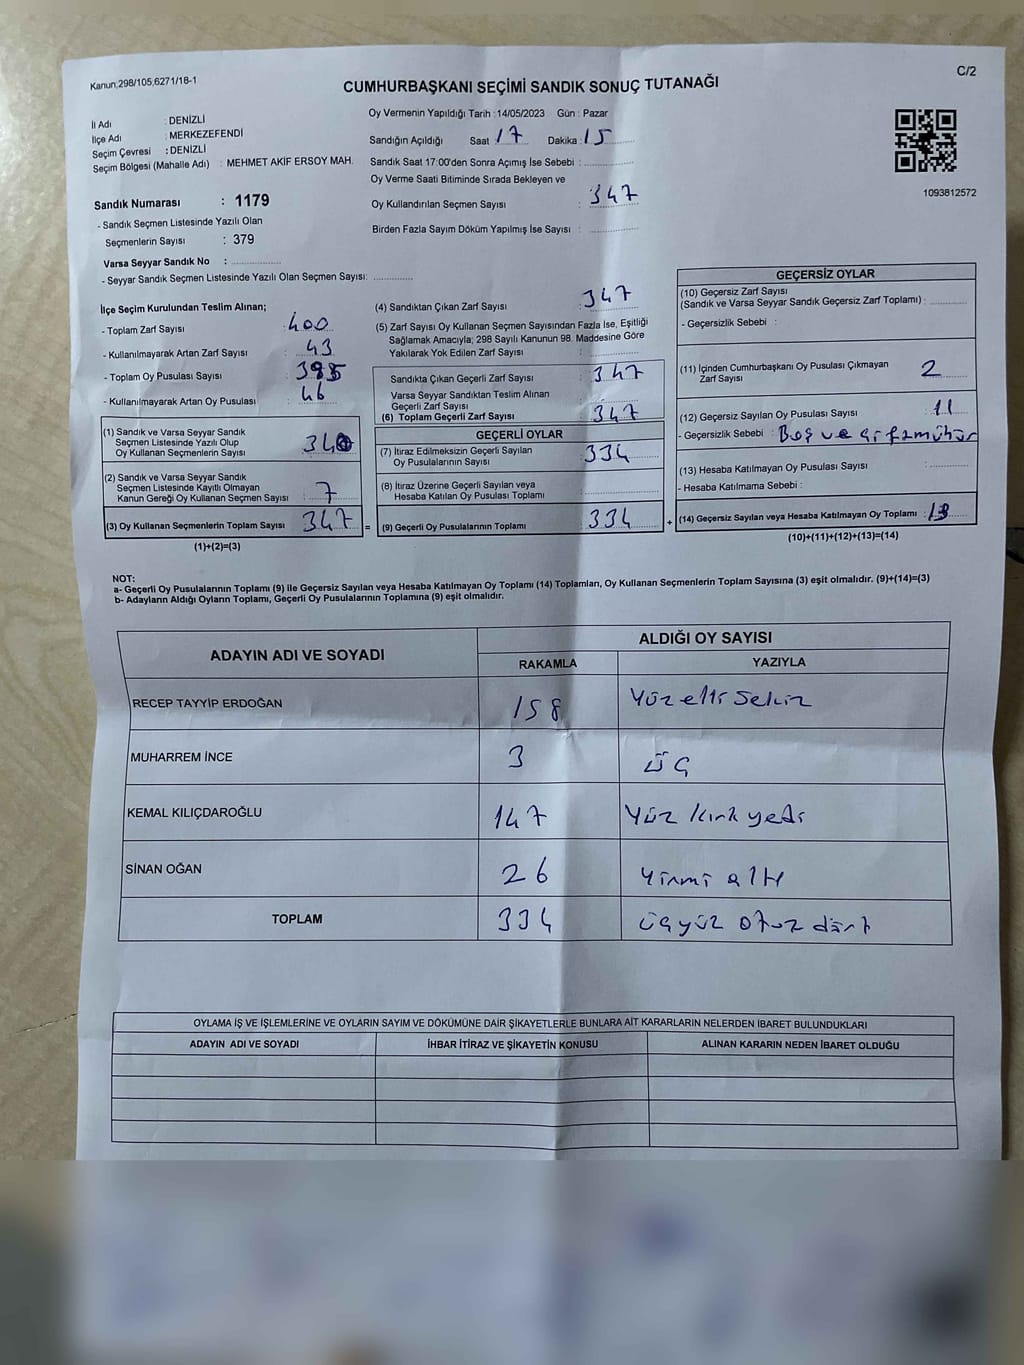 Kanun,298/105,6271/18-1
C/2
CUMHURBAŞKANI SEÇİMİ SANDIK SONUÇ TUTANAĞI
İl Adı : DENİZLİ
İlçe Adı : MERKEZEFENDİ
Seçim Çevresi : DENİZLİ
Seçim Bölgesi (Mahalle Adı) : MEHMET AKİF ERSOY MAH.
Sandık Numarası : 1179
- Sandık Seçmen Listesinde Yazılı Olan
Seçmenlerin Sayısı : 379
Varsa Seyyar Sandık No :
- Seyyar Sandık Seçmen Listesinde Yazılı Olan Seçmen Sayısı:
Oy Vermenin Yapıldığı Tarih :14/05/2023 Gün : Pazar
Sandığın Açıldığı Saat 17 Dakika : 15
Sandık Saat 17:00'den Sonra Açımış İse Sebebi :
Oy Verme Saati Bitiminde Sırada Bekleyen ve
Oy Kullandırılan Seçmen Sayısı : 347
Birden Fazla Sayım Döküm Yapılmış İse Sayısı :
1093812572
İlçe Seçim Kurulundan Teslim Alınan;
- Toplam Zarf Sayısı : 400
- Kullanılmayarak Artan Zarf Sayısı : 43
- Toplam Oy Pusulası Sayısı : 395
- Kullanılmayarak Artan Oy Pusulası : 46
(1) Sandık ve Varsa Seyyar Sandık
Seçmen Listesinde Yazılı Olup
Oy Kullanan Seçmenlerin Sayısı : 340
(2) Sandık ve Varsa Seyyar Sandık
Seçmen Listesinde Kayıtlı Olmayan
Kanun Gereği Oy Kullanan Seçmen Sayısı : 7
(3) Oy Kullanan Seçmenlerin Toplam Sayısı : 347 =
(1)+(2)=(3)
(4) Sandıktan Çıkan Zarf Sayısı : 347
(5) Zarf Sayısı Oy Kullanan Seçmen Sayısından Fazla İse, Eşitliği
Sağlamak Amacıyla; 298 Sayılı Kanunun 98. Maddesine Göre
Yakılarak Yok Edilen Zarf Sayısı :
Sandıkta Çıkan Geçerli Zarf Sayısı : 347
Varsa Seyyar Sandıktan Teslim Alınan
Geçerli Zarf Sayısı
(6) Toplam Geçerli Zarf Sayısı : 347
GEÇERLİ OYLAR
(7) İtiraz Edilmeksizin Geçerli Sayılan
Oy Pusulalarının Sayısı : 334
(8) İtiraz Üzerine Geçerli Sayılan veya
Hesaba Katılan Oy Pusulası Toplamı :
(9) Geçerli Oy Pusulalarının Toplamı : 334 +
GEÇERSİZ OYLAR
(10) Geçersiz Zarf Sayısı
(Sandık ve Varsa Seyyar Sandık Geçersiz Zarf Toplamı) :
- Geçersizlik Sebebi :
(11) İçinden Cumhurbaşkanı Oy Pusulası Çıkmayan
Zarf Sayısı : 2
(12) Geçersiz Sayılan Oy Pusulası Sayısı : 11
- Geçersizlik Sebebi : Boş ve çift mühür
(13) Hesaba Katılmayan Oy Pusulası Sayısı :
- Hesaba Katılmama Sebebi :
(14) Geçersiz Sayılan veya Hesaba Katılmayan Oy Toplamı : 13
(10)+(11)+(12)+(13)=(14)
NOT:
a- Geçerli Oy Pusulalarının Toplamı (9) ile Geçersiz Sayılan veya Hesaba Katılmayan Oy Toplamı (14) Toplamları, Oy Kullanan Seçmenlerin Toplam Sayısına (3) eşit olmalıdır. (9)+(14)=(3)
b- Adayların Aldığı Oyların Toplamı, Geçerli Oy Pusulalarının Toplamına (9) eşit olmalıdır.
ADAYIN ADI VE SOYADI
ALDIĞI OY SAYISI
RAKAMLA YAZIYLA
RECEP TAYYİP ERDOĞAN 158 Yüz elli sekiz
MUHARREM İNCE 3 üç
KEMAL KILIÇDAROĞLU 147 Yüz kırk yedi
SİNAN OĞAN 26 Yirmi altı
TOPLAM 334 üçyüz otuz dört
OYLAMA İŞ VE İŞLEMLERİNE VE OYLARIN SAYIM VE DÖKÜMÜNE DAİR ŞİKAYETLERLE BUNLARA AİT KARARLARIN NELERDEN İBARET BULUNDUKLARI
ADAYIN ADI VE SOYADI İHBAR İTİRAZ VE ŞİKAYETİN KONUSU ALINAN KARARIN NEDEN İBARET OLDUĞU